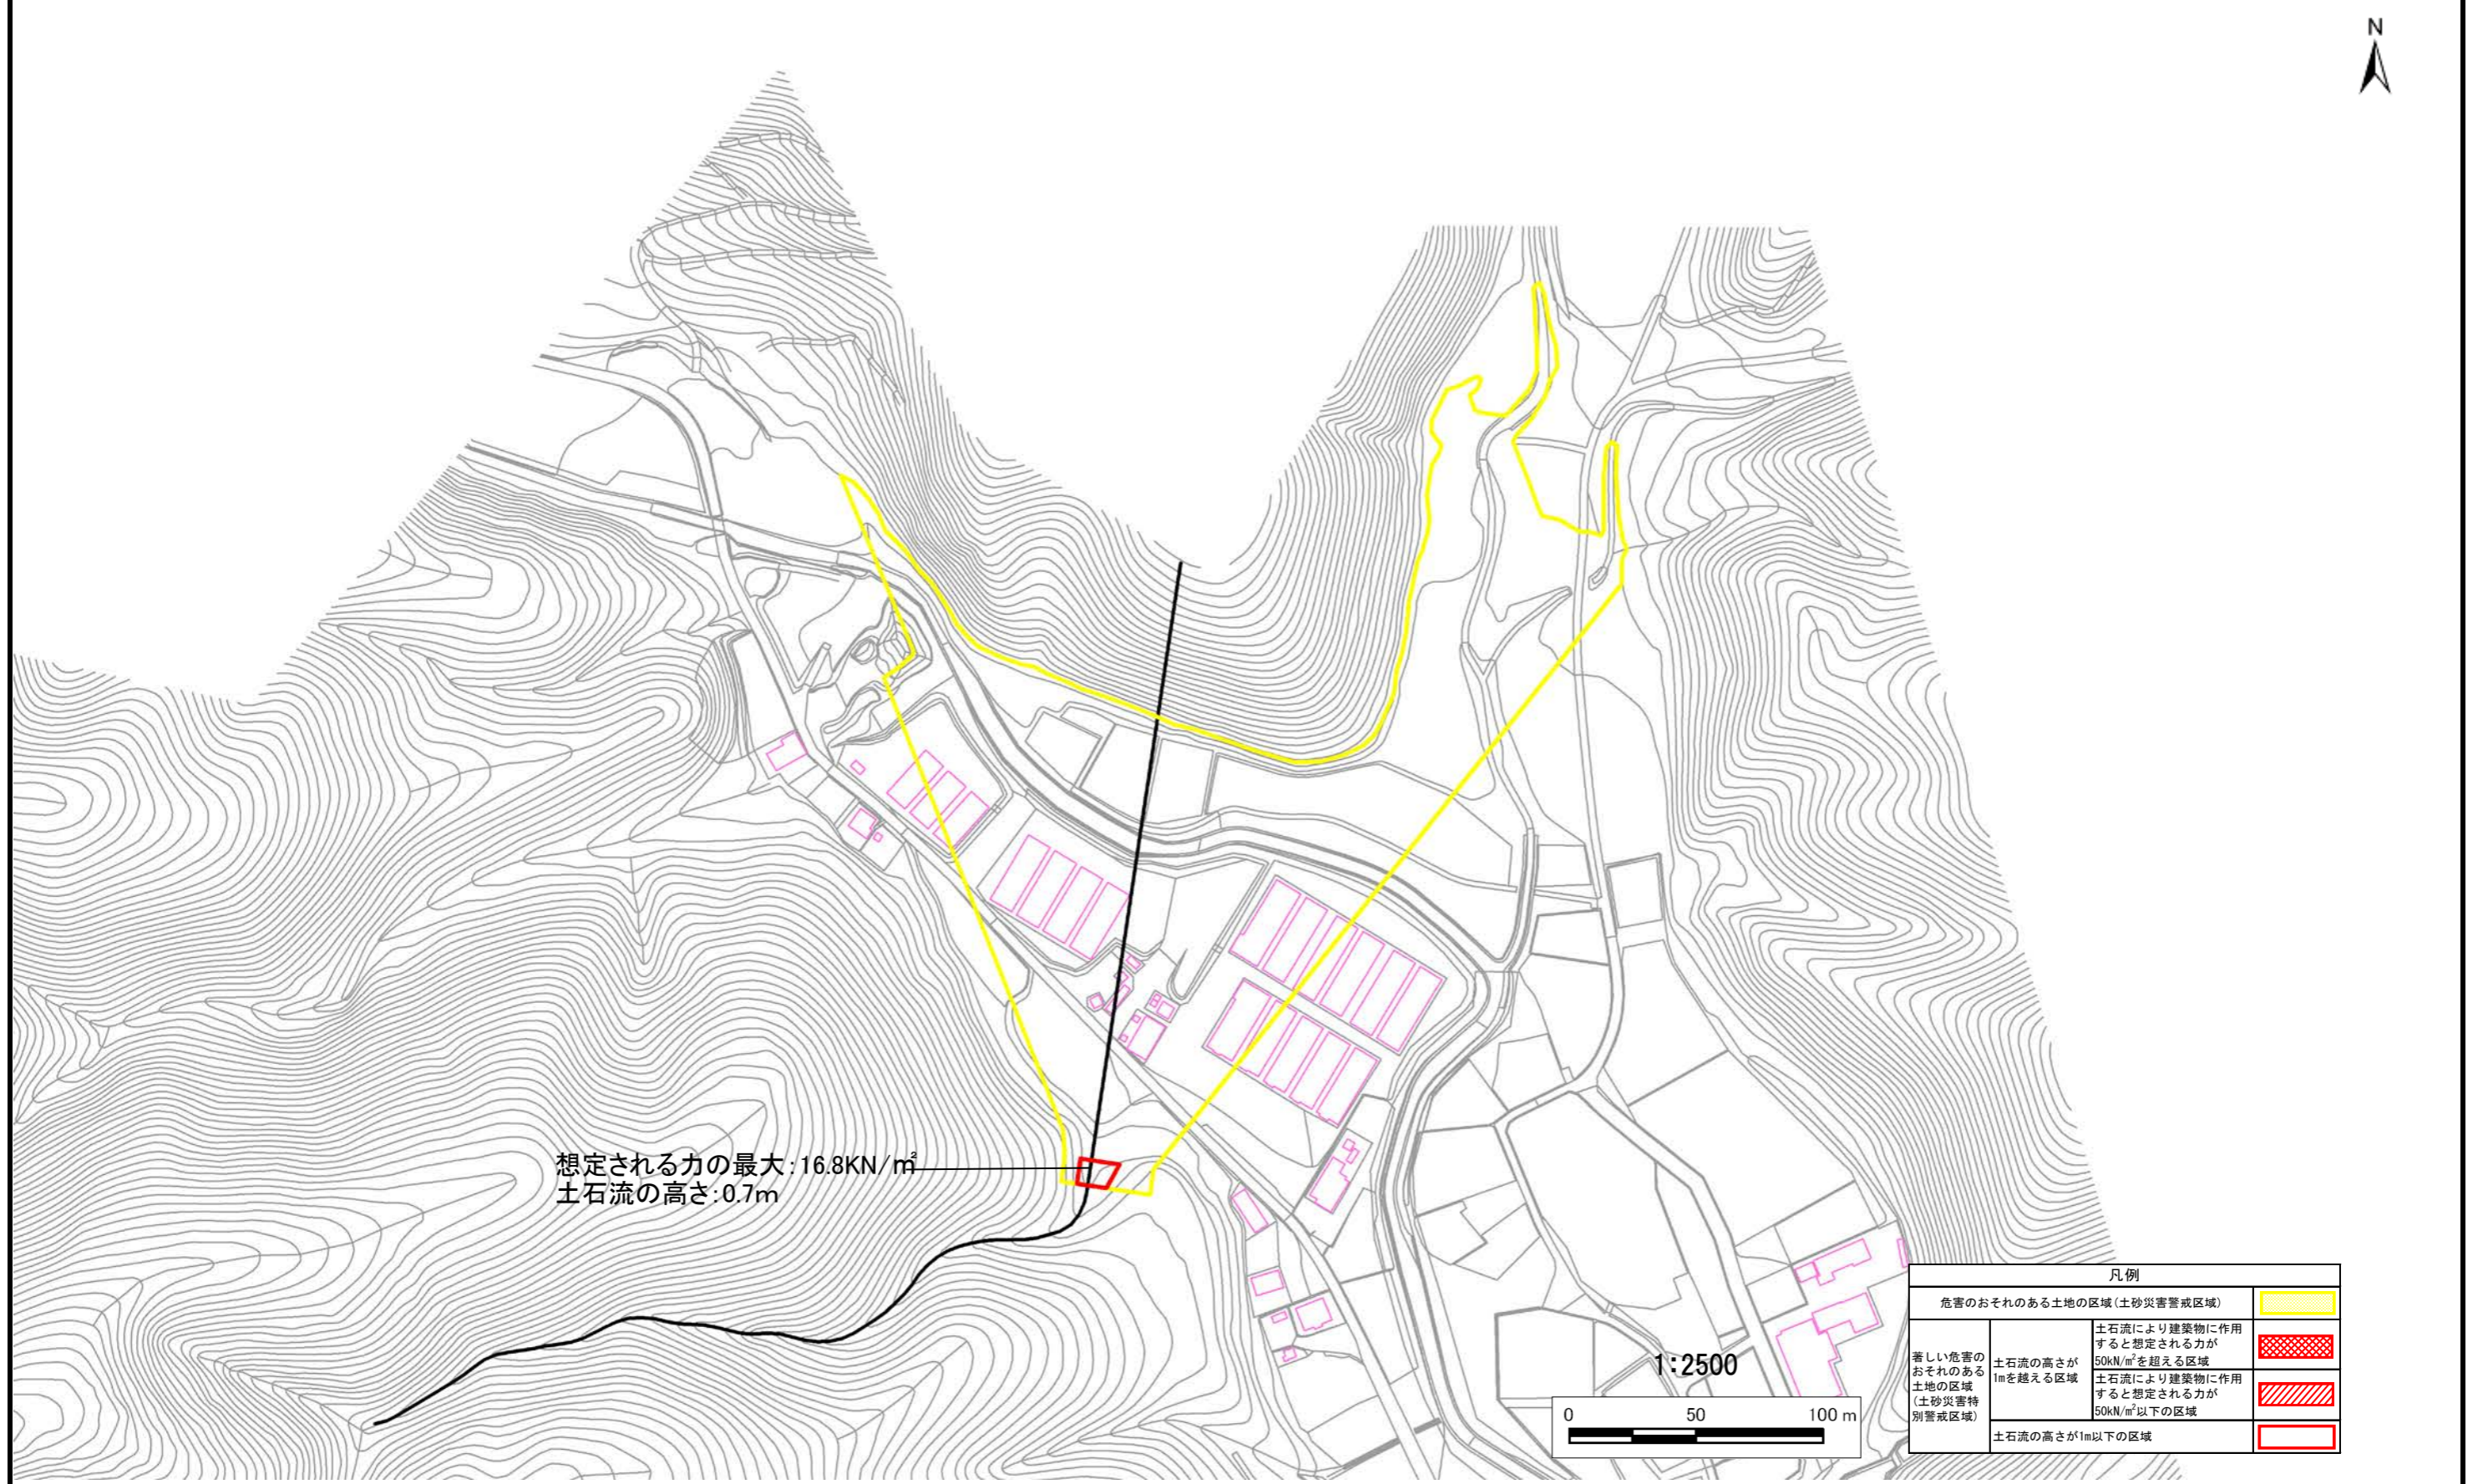 N
想定される力の最大:16.8KN/㎡
土石流の高さ:0.7m
1:2500
0 50 100 m
凡例
危害のおそれのある土地の区域(土砂災害警戒区域)
著しい危害の
おそれのある
土地の区域
(土砂災害特
別警戒区域)
土石流の高さが
1mを越える区域
土石流により建築物に作用
すると想定される力が
50kN/㎡を超える区域
土石流により建築物に作用
すると想定される力が
50kN/㎡以下の区域
土石流の高さが1m以下の区域